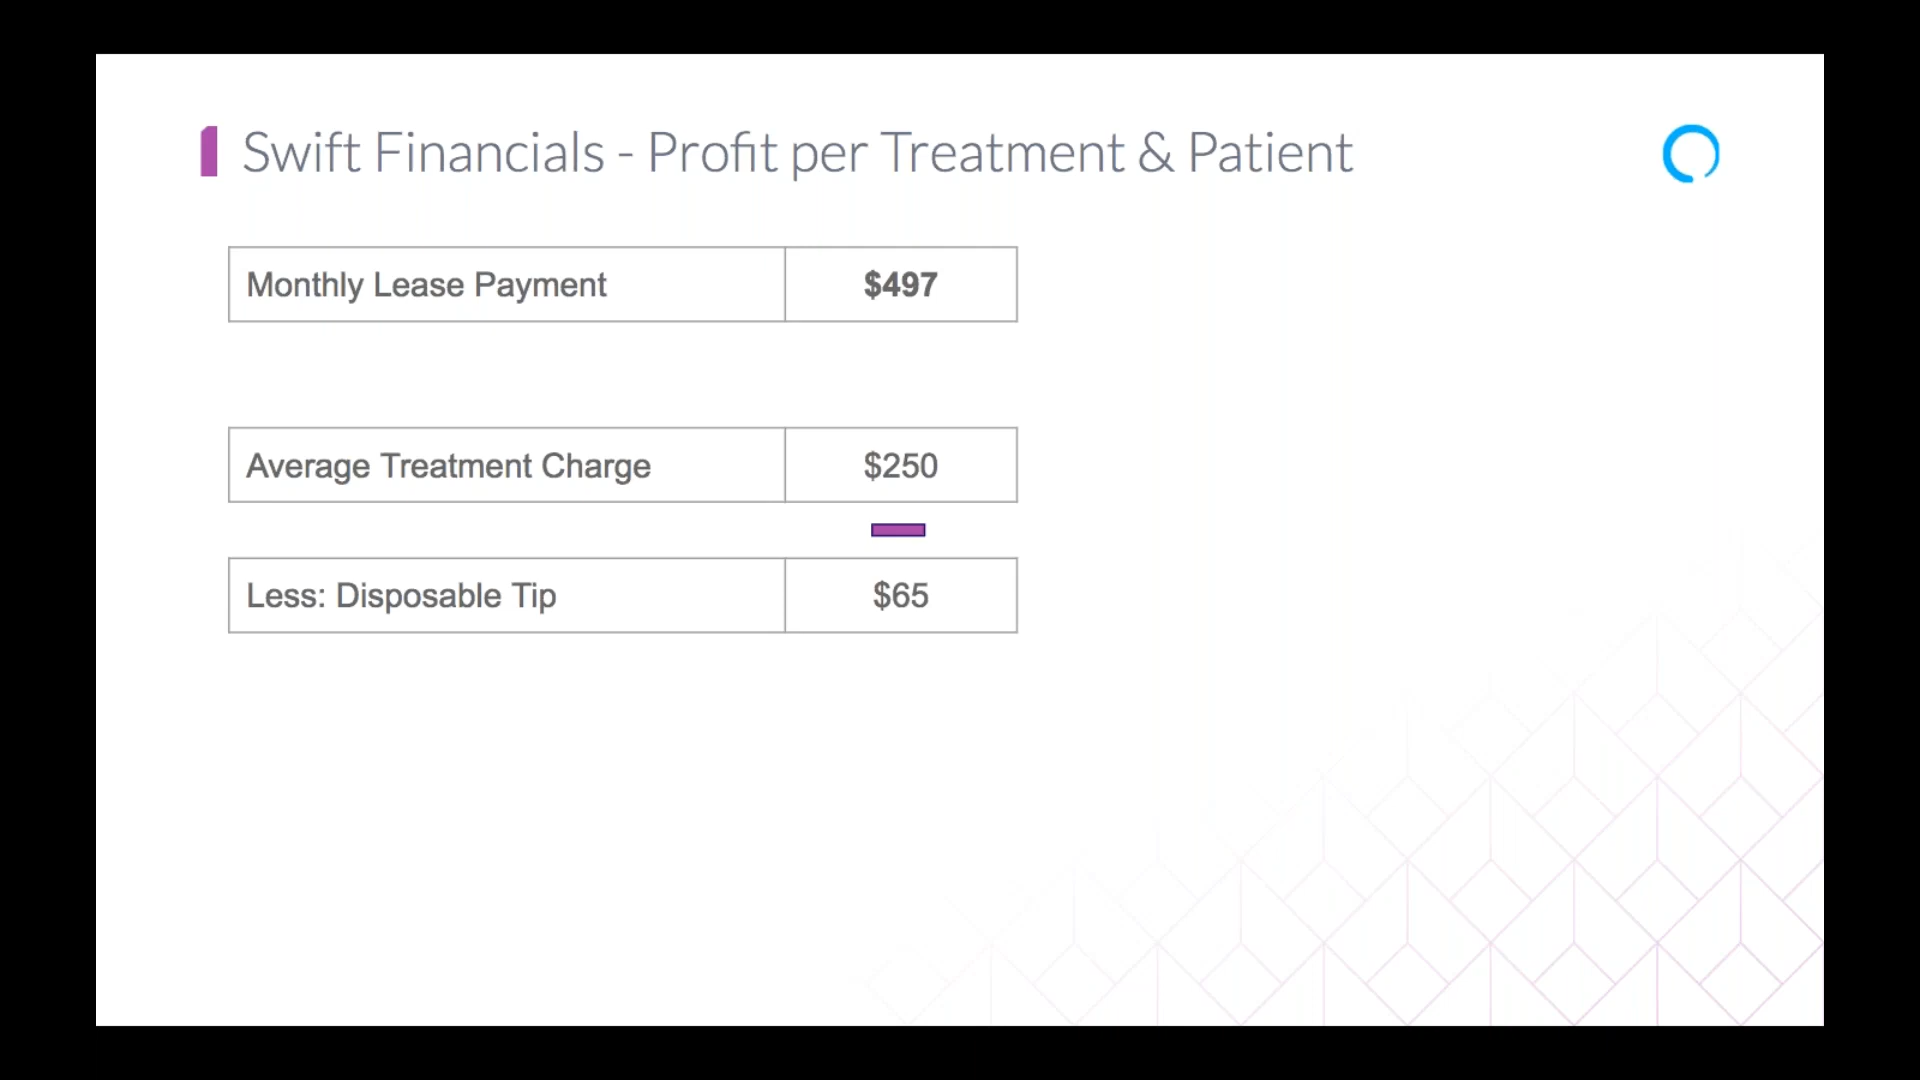 Swift Financials - Profit per Treatment & Patient
Monthly Lease Payment $497
Average Treatment Charge $250
Less: Disposable Tip $65